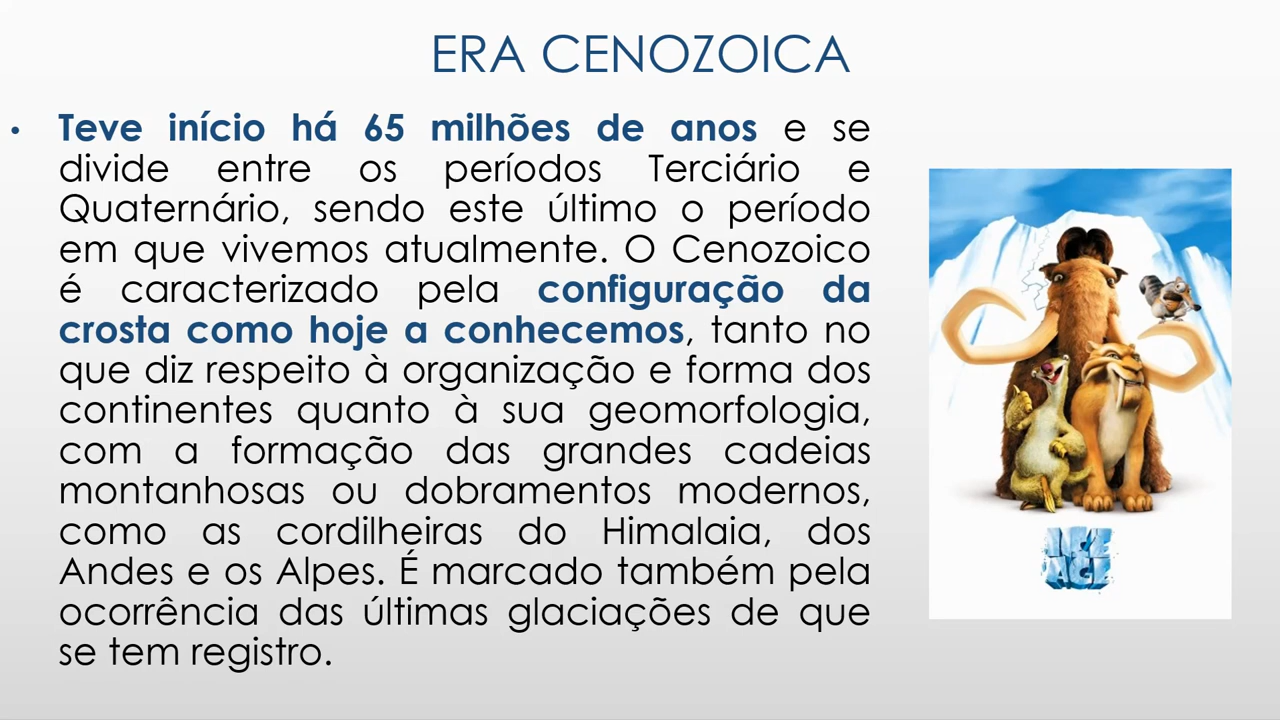 ERA CENOZOICA
• Teve início há 65 milhões de anos e se
divide entre os períodos Terciário e
Quaternário, sendo este último o período
em que vivemos atualmente. O Cenozoico
é caracterizado pela configuração da
crosta como hoje a conhecemos, tanto no
que diz respeito à organização e forma dos
continentes quanto à sua geomorfologia,
com a formação das grandes cadeias
montanhosas ou dobramentos modernos,
como as cordilheiras do Himalaia, dos
Andes e os Alpes. É marcado também pela
ocorrência das últimas glaciações de que
se tem registro.
ICE
AGE